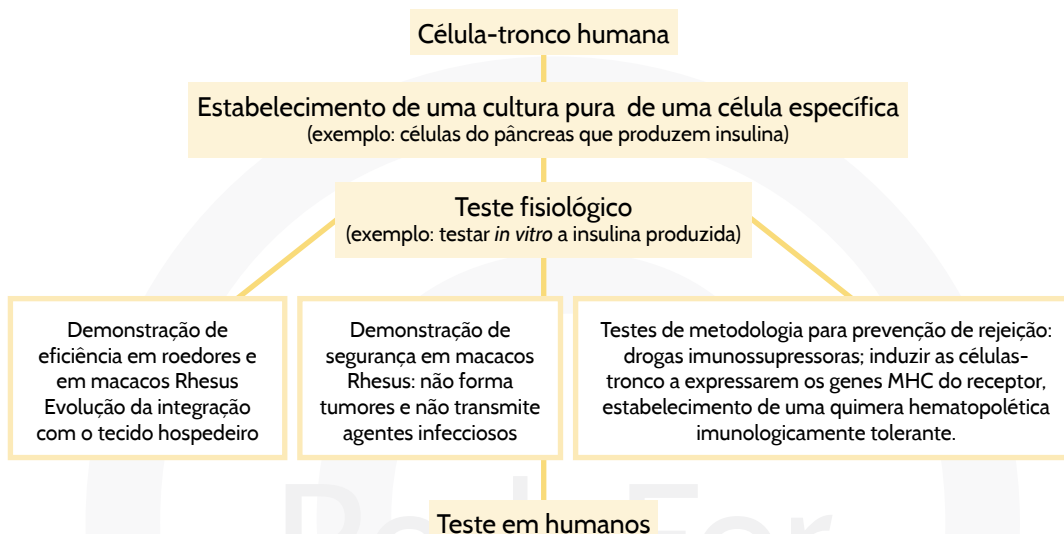 Célula-tronco humana
Estabelecimento de uma cultura pura de uma célula específica
(exemplo: células do pâncreas que produzem insulina)
Teste fisiológico
(exemplo: testar in vitro a insulina produzida)
Demonstração de
eficiência em roedores e
em macacos Rhesus
Evolução da integração
com o tecido hospedeiro
Demonstração de
segurança em macacos
Rhesus: não forma
tumores e não transmite
agentes infecciosos
Testes de metodologia para prevenção de rejeição:
drogas imunossupressoras; induzir as células-
tronco a expressarem os genes MHC do receptor,
estabelecimento de uma quimera hematopolética
imunologicamente tolerante.
Teste em humanos